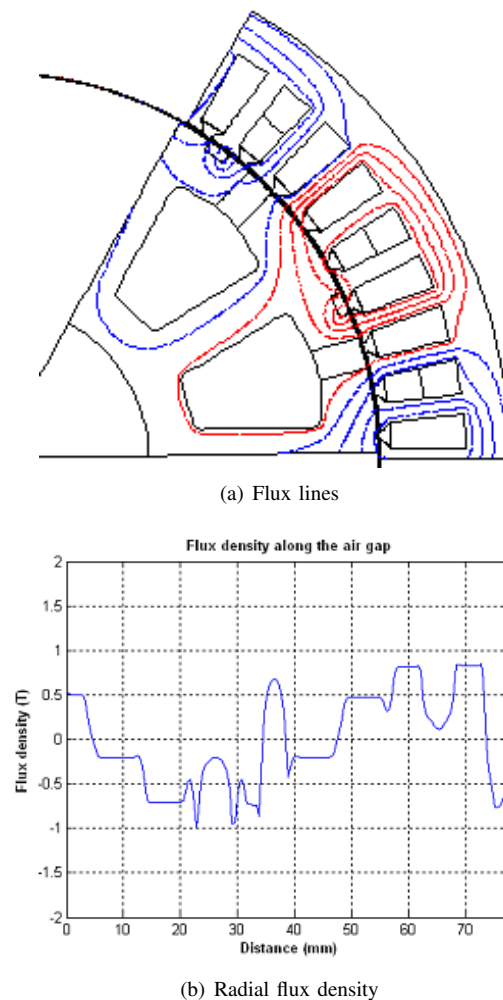 (a) Flux lines
Flux density along the air gap
Flux density (T)
2
1.5
1
0.5
0
-0.5
-1
-1.5
-2
0 10 20 30 40 50 60 70
Distance (mm)
(b) Radial flux density